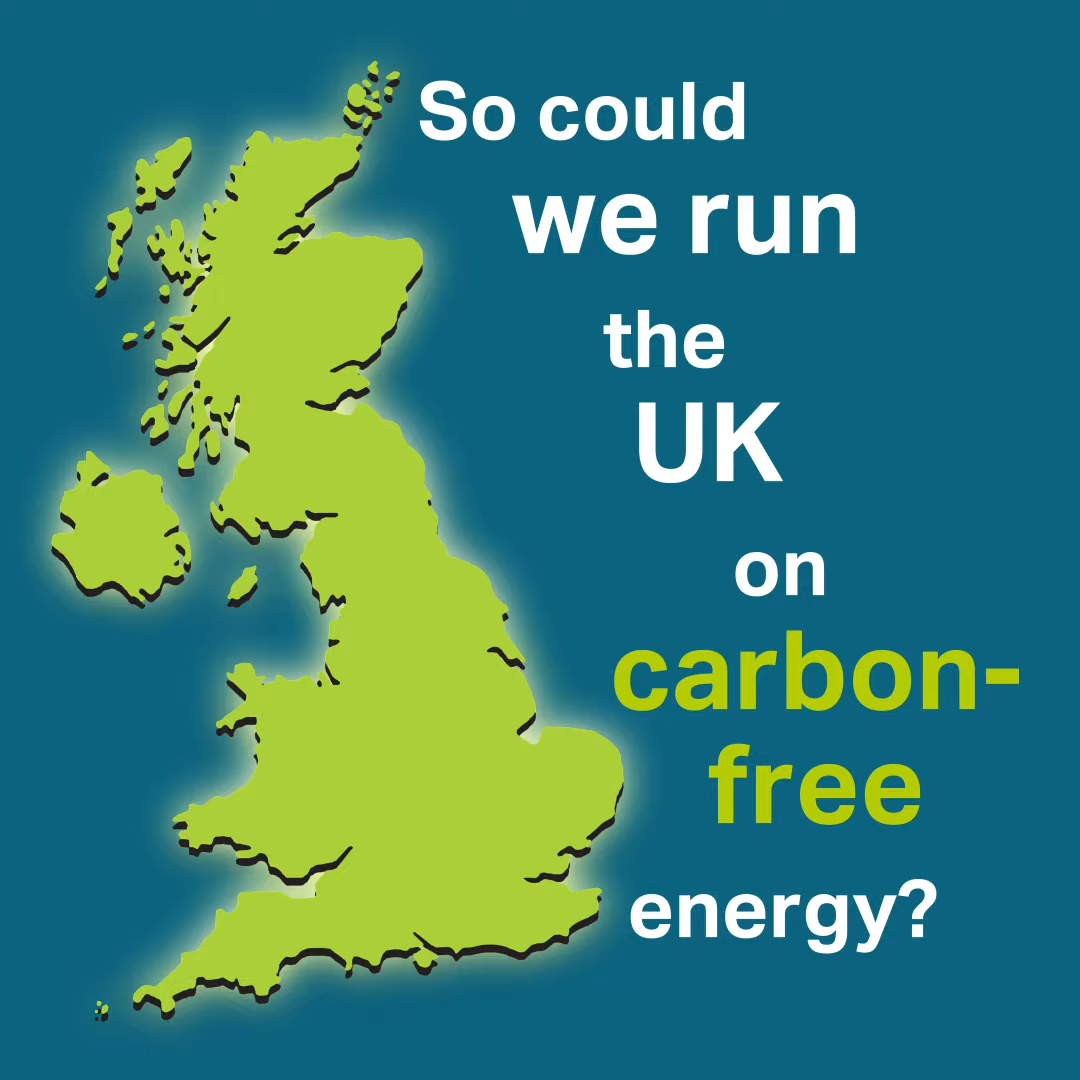 So could
we run
the
UK
on
carbon-
free
energy?